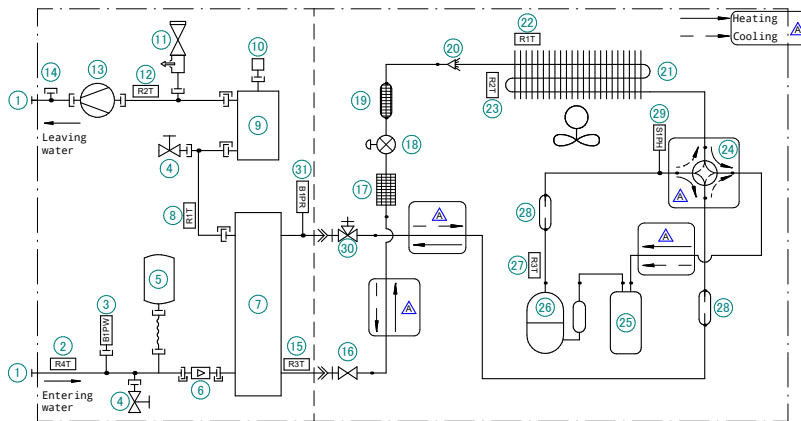 22
R1T
Heating
Cooling
A
11
10
20
14
13
12
R2T
21
R2T
23
1
19
29
S1PH
24
Leaving
water
9
18
4
31
B1PR
17
A
28
8
R1T
A
A
30
27
R3T
5
7
A
26
25
28
3
B1PW
2
R4T
15
R3T
16
1
6
Entering
water
4